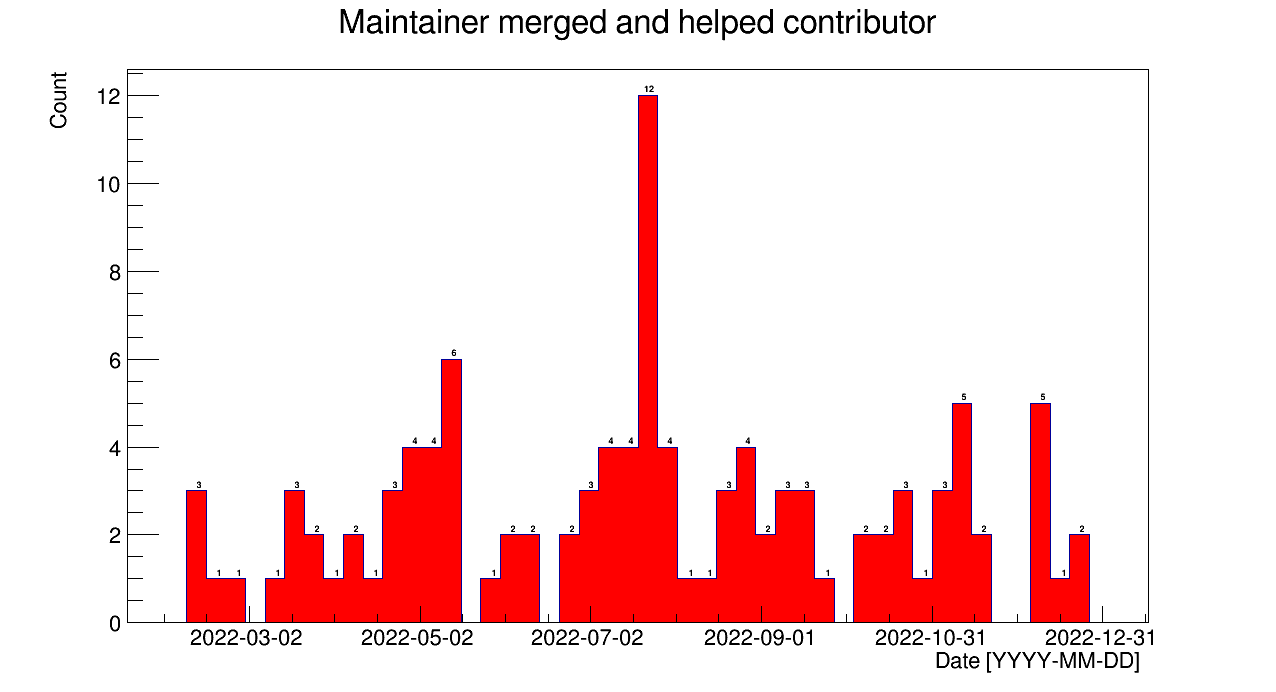 Maintainer merged and helped contributor
Count
12
10
8
6
4
2
0
12
6
5 5
4 4 4 4 4 4
3 3 3 3 3 3 3 3 3
2 2 2 2 2 2 2 2 2 2
1 1 1 1 1 1 1 1 1 1 1
2022-03-02 2022-05-02 2022-07-02 2022-09-01 2022-10-31 2022-12-31
Date [YYYY-MM-DD]